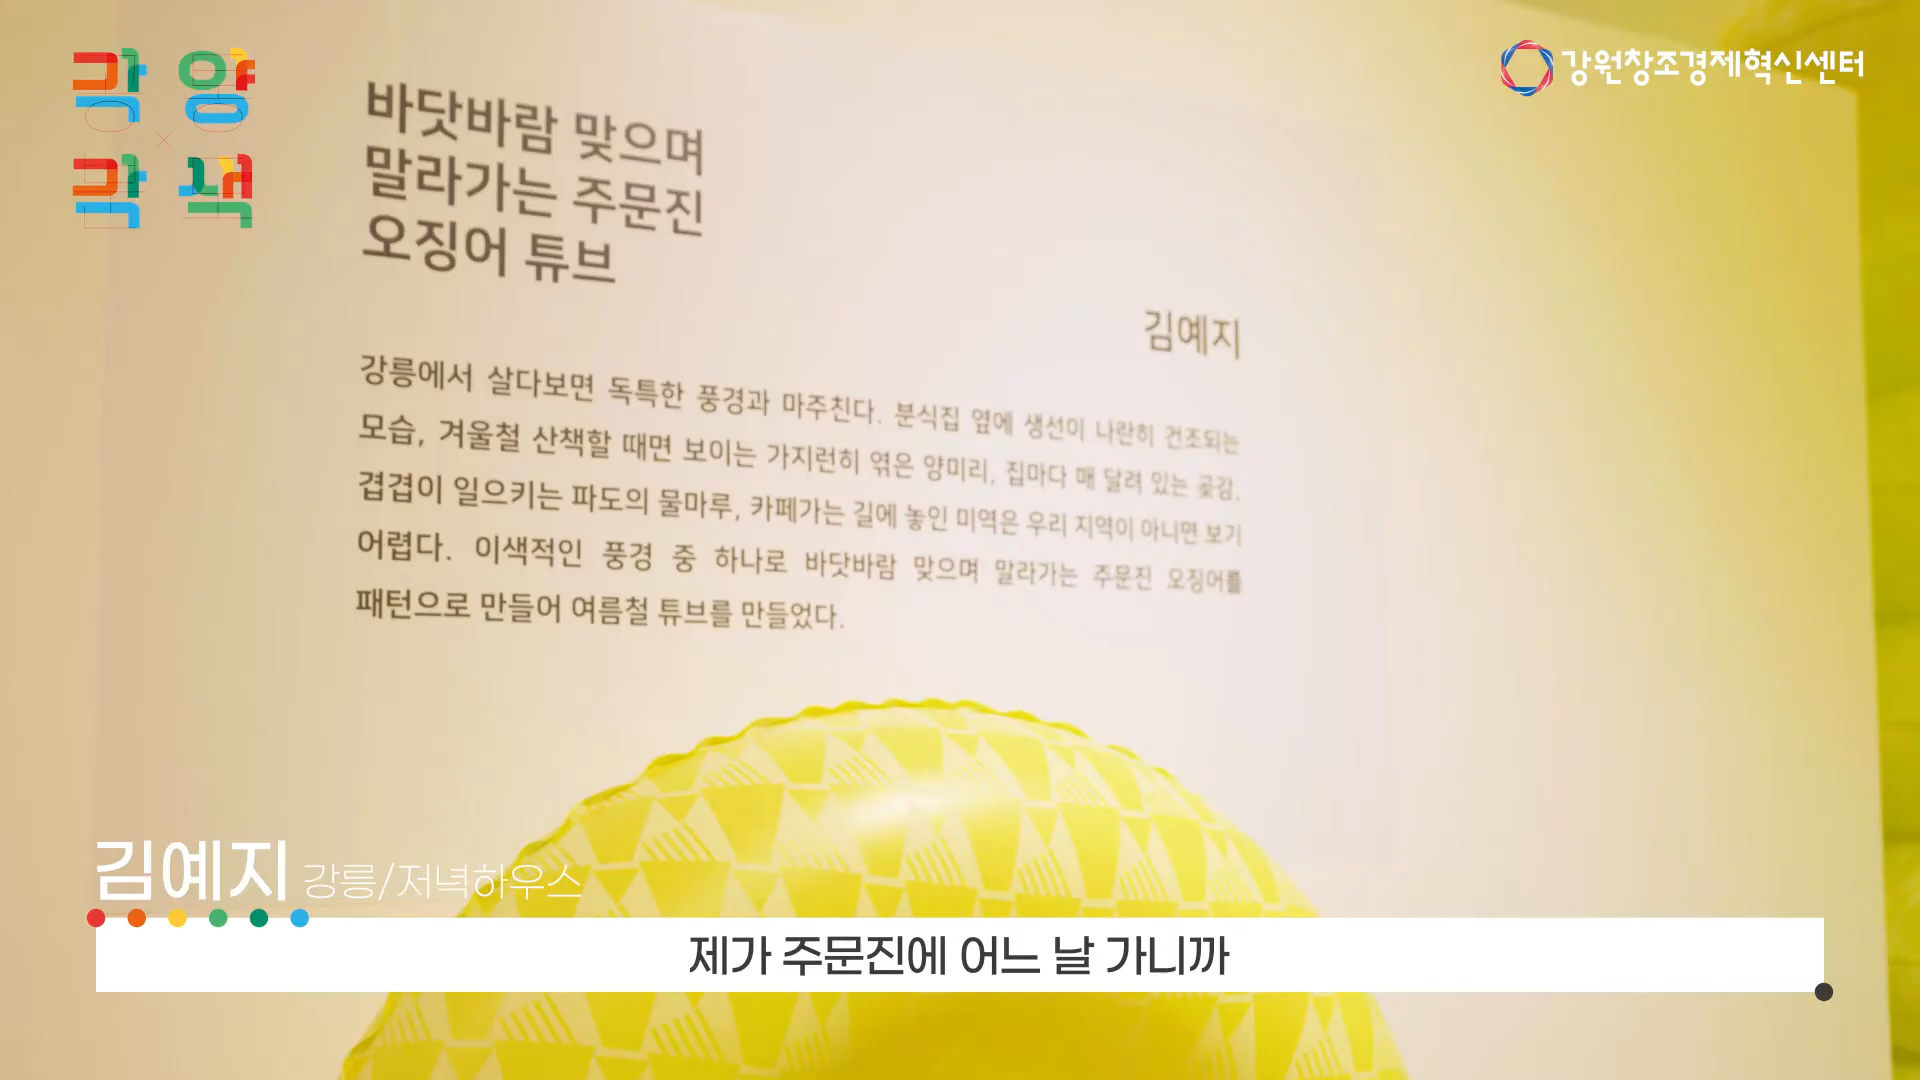 각양
각색
강원창조경제혁신센터
바닷바람 맞으며
말라가는 주문진
오징어 튜브
김예지
강릉에서 살다보면 독특한 풍경과 마주친다. 분식집 옆에 생선이 나란히 건조되는
모습, 겨울철 산책할 때면 보이는 가지런히 엮은 양미리, 집마다 매 달려 있는 곶감,
겹겹이 일으키는 파도의 물마루, 카페가는 길에 놓인 미역은 우리 지역이 아니면 보기
어렵다. 이색적인 풍경 중 하나로 바닷바람 맞으며 말라가는 주문진 오징어를
패턴으로 만들어 여름철 튜브를 만들었다.
김예지 강릉/저녁하우스
제가 주문진에 어느 날 가니까